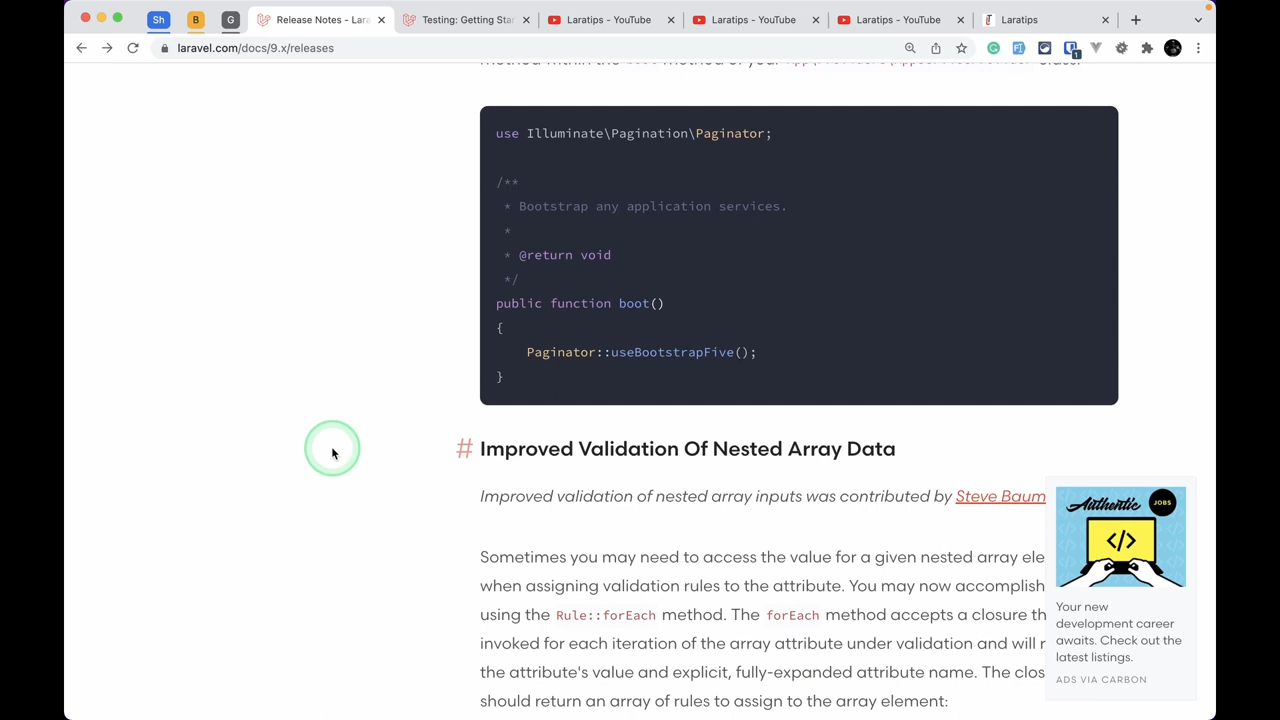 Sh
B
G
Release Notes - Lara
Testing: Getting Star
Laratips - YouTube
Laratips - YouTube
Laratips - YouTube
Laratips
laravel.com/docs/9.x/releases
1
use Illuminate\Pagination\Paginator;
/**
* Bootstrap any application services.
*
* @return void
*/
public function boot()
{
Paginator::useBootstrapFive();
}
# Improved Validation Of Nested Array Data
Improved validation of nested array inputs was contributed by Steve Baum
Sometimes you may need to access the value for a given nested array ele
when assigning validation rules to the attribute. You may now accomplish
using the Rule::forEach method. The forEach method accepts a closure th
invoked for each iteration of the array attribute under validation and will r
the attribute's value and explicit, fully-expanded attribute name. The clos
should return an array of rules to assign to the array element:
Authentic JOBS
</>
Your new
development career
awaits. Check out the
latest listings.
ADS VIA CARBON